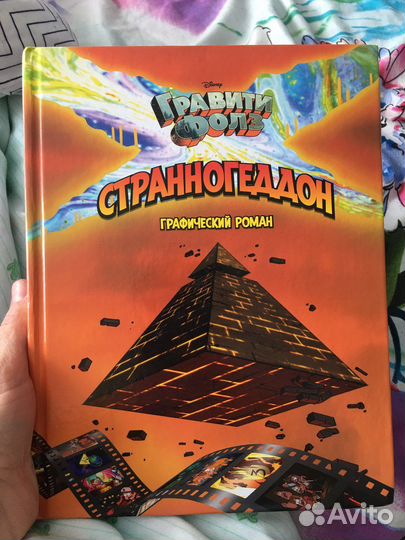 Disney
ГРАВИТИ
ФОЛЗ
СТРАННОГЕДДОН
ГРАФИЧЕСКИЙ РОМАН
Avito